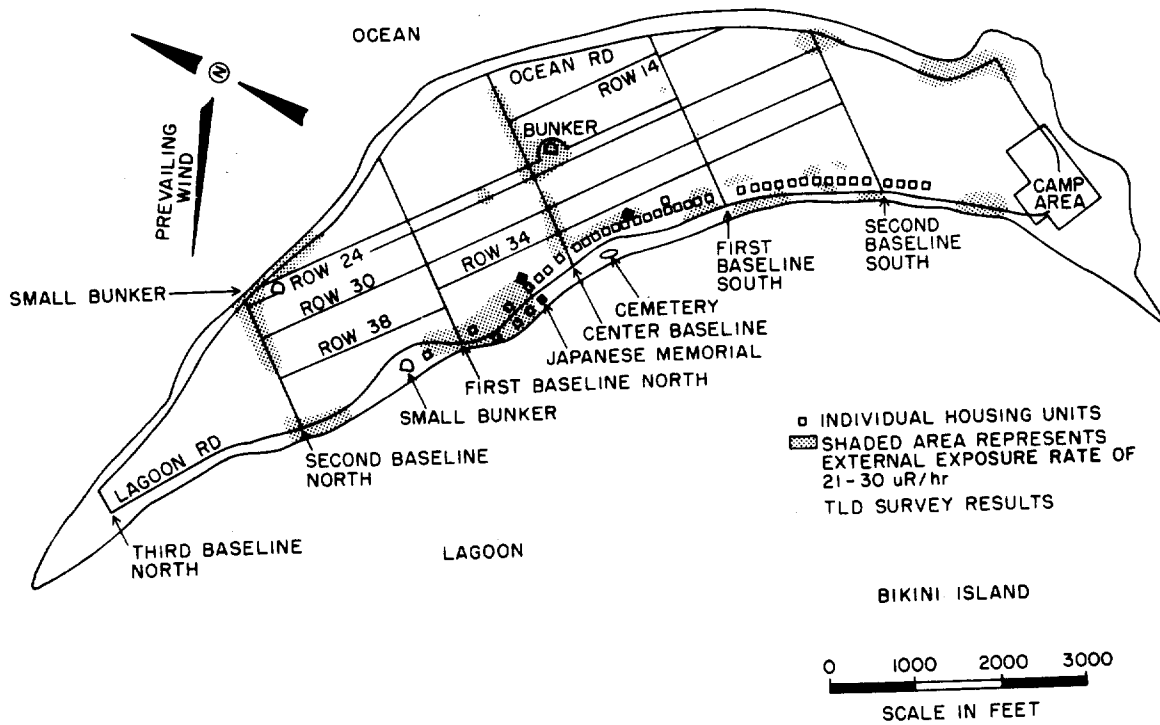 OCEAN
N
PREVAILING
WIND
OCEAN RD
ROW 14
BUNKER
CAMP
AREA
ROW 24
ROW 30
ROW 34
ROW 38
SMALL BUNKER
SECOND
BASELINE
SOUTH
FIRST
BASELINE
SOUTH
CEMETERY
CENTER BASELINE
JAPANESE MEMORIAL
FIRST BASELINE NORTH
SMALL BUNKER
SECOND BASELINE
NORTH
LAGOON RD
THIRD BASELINE
NORTH
LAGOON
INDIVIDUAL HOUSING UNITS
SHADED AREA REPRESENTS
EXTERNAL EXPOSURE RATE OF
21-30 uR/hr
TLD SURVEY RESULTS
BIKINI ISLAND
0 1000 2000 3000
SCALE IN FEET